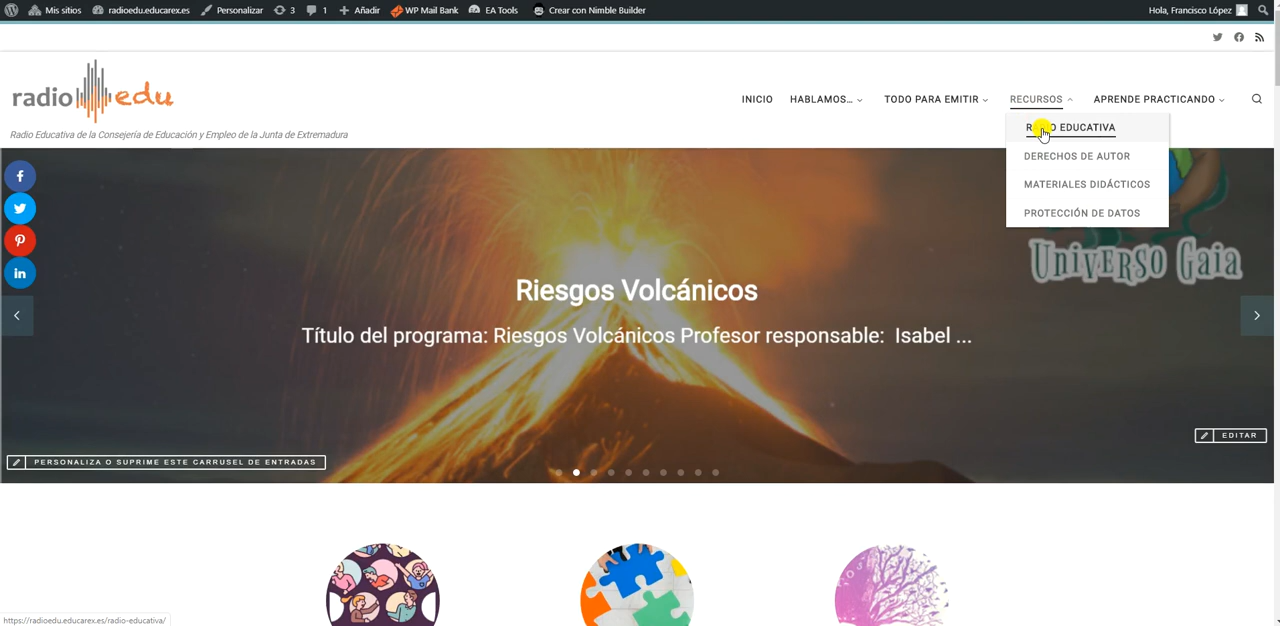 Mis sitios radioedu.educarex.es Personalizar 3 1 Añadir WP Mail Bank EA Tools Crear con Nimble Builder Hola, Francisco López
radio edu
Radio Educativa de la Consejería de Educación y Empleo de la Junta de Extremadura
INICIO HABLAMOS... TODO PARA EMITIR RECURSOS APRENDE PRACTICANDO
EDUCATIVA
DERECHOS DE AUTOR
MATERIALES DIDÁCTICOS
PROTECCIÓN DE DATOS
UNIVERSO GAIA
Riesgos Volcánicos
Título del programa: Riesgos Volcánicos Profesor responsable: Isabel ...
EDITAR
PERSONALIZA O SUPRIME ESTE CARRUSEL DE ENTRADAS
https://radioedu.educarex.es/radio-educativa/